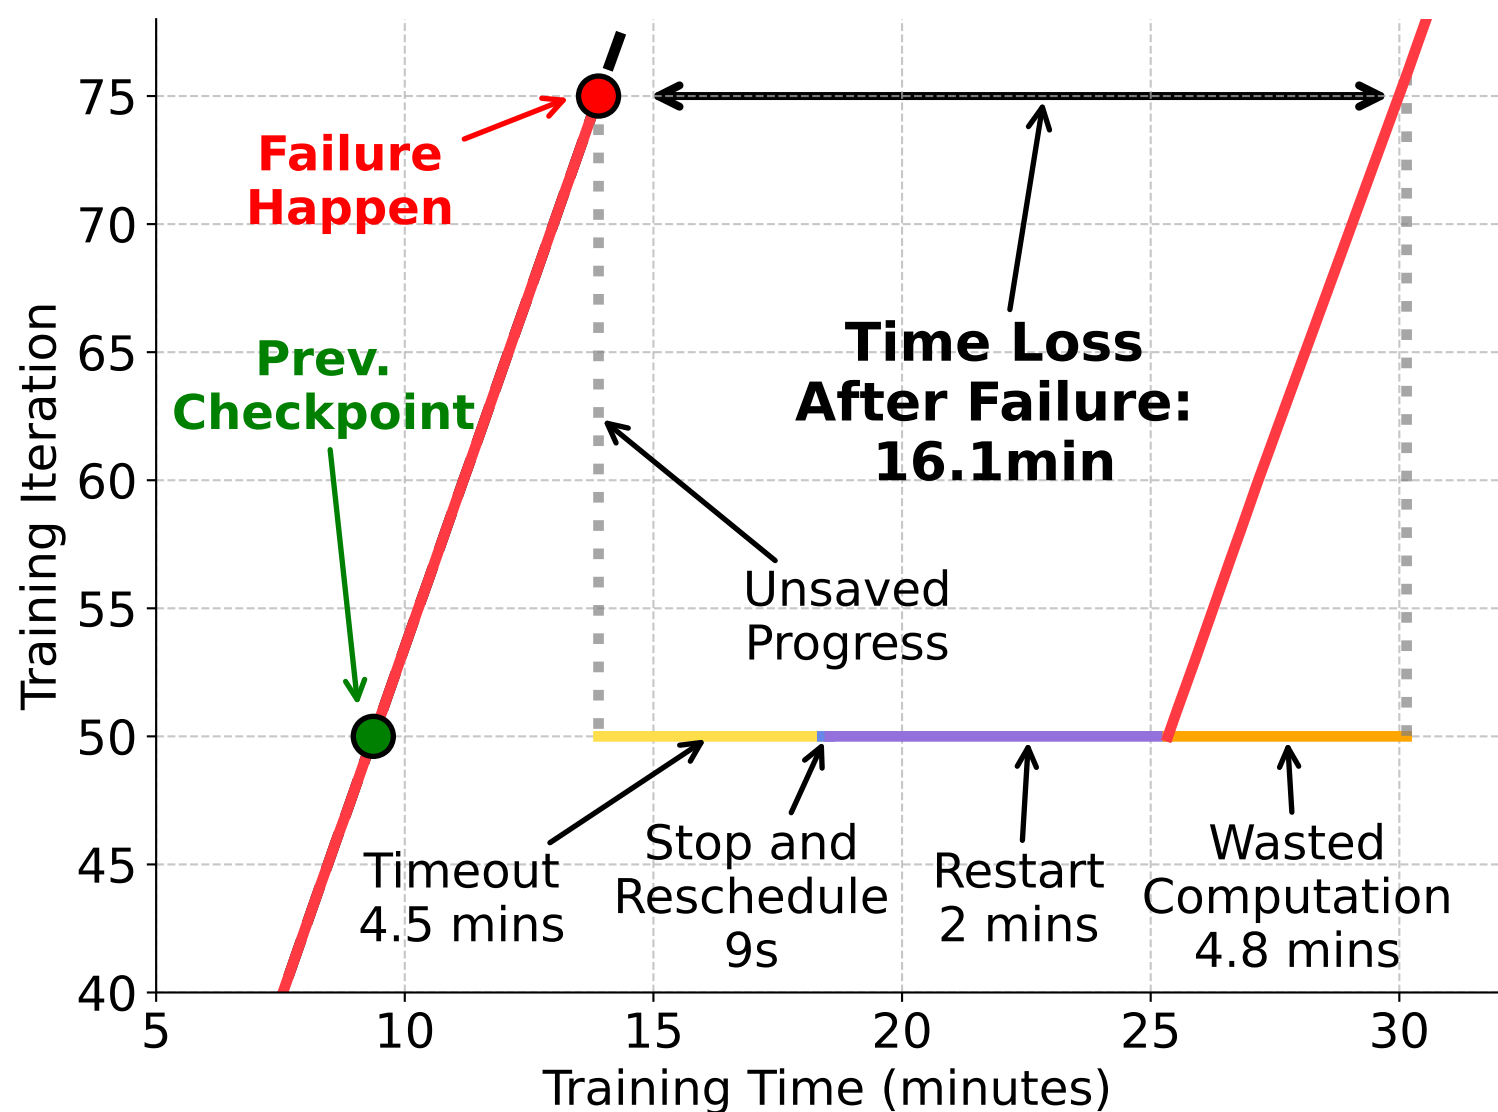 75
70
65
60
55
50
45
40
Training Iteration
Failure
Happen
Prev.
Checkpoint
Time Loss
After Failure:
16.1min
Unsaved
Progress
Timeout
4.5 mins
Stop and
Reschedule
9s
Restart
2 mins
Wasted
Computation
4.8 mins
5
10
15
20
25
30
Training Time (minutes)